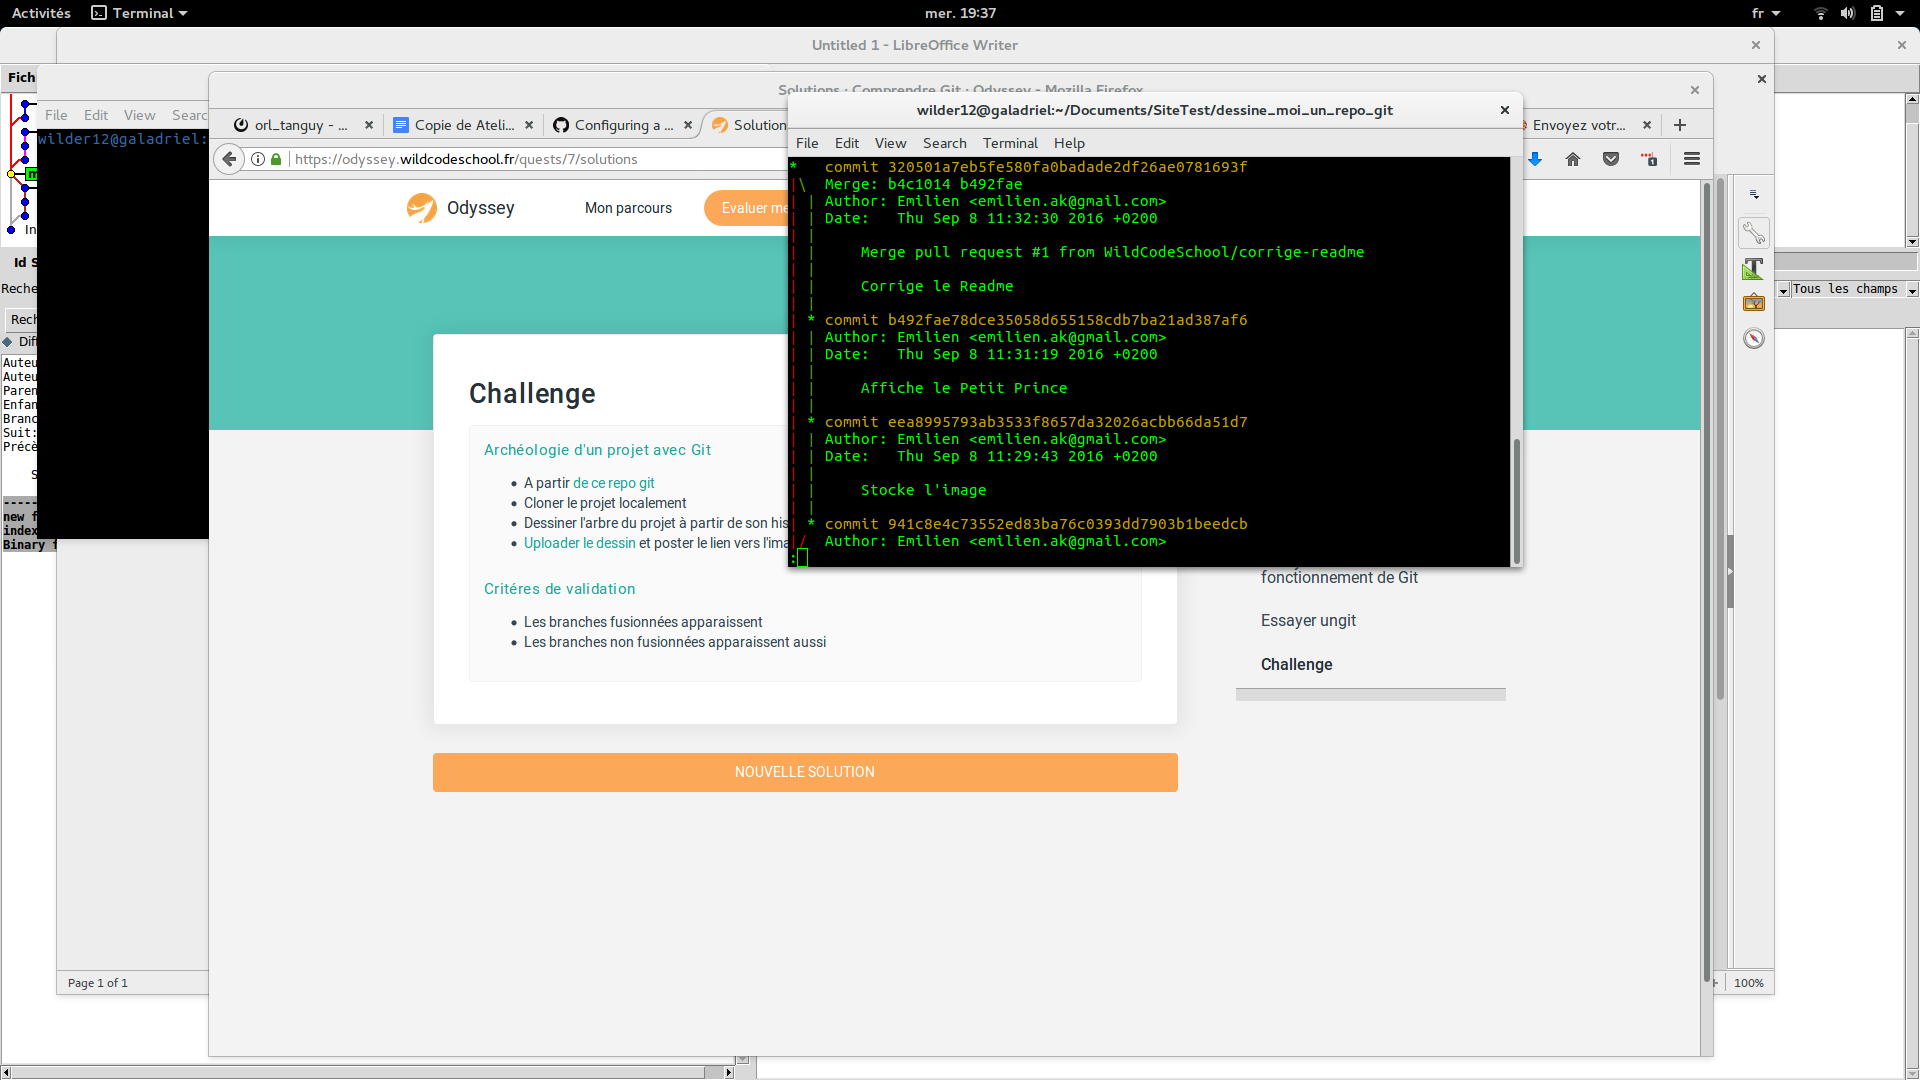 Activités
Terminal
mer. 19:37
fr
Untitled 1 - LibreOffice Writer
Solutions : Comprendre Git : Odyssey - Mozilla Firefox
wilder12@galadriel:~/Documents/SiteTest/dessine_moi_un_repo_git
Fich
File Edit View Searc
wilder12@galadriel:
orl_tanguy - ...
Copie de Ateli...
Configuring a ...
Solution
Envoyez votr...
https://odyssey.wildcodeschool.fr/quests/7/solutions
File Edit View Search Terminal Help
* commit 320501a7eb5fe580fa0badade2df26ae0781693f
|\ Merge: b4c1014 b492fae
| | Author: Emilien <emilien.ak@gmail.com>
| | Date: Thu Sep 8 11:32:30 2016 +0200
| |
| | Merge pull request #1 from WildCodeSchool/corrige-readme
| |
| | Corrige le Readme
| |
| * commit b492fae78dce35058d655158cdb7ba21ad387af6
| | Author: Emilien <emilien.ak@gmail.com>
| | Date: Thu Sep 8 11:31:19 2016 +0200
| |
| | Affiche le Petit Prince
| |
| * commit eea8995793ab3533f8657da32026acbb66da51d7
| | Author: Emilien <emilien.ak@gmail.com>
| | Date: Thu Sep 8 11:29:43 2016 +0200
| |
| | Stocke l'image
| |
| * commit 941c8e4c73552ed83ba76c0393dd7903b1beedcb
|/ Author: Emilien <emilien.ak@gmail.com>
:
Odyssey
Mon parcours
Evaluer me
Challenge
Archéologie d'un projet avec Git
• A partir de ce repo git
• Cloner le projet localement
• Dessiner l'arbre du projet à partir de son his
• Uploader le dessin et poster le lien vers l'ima
Critéres de validation
• Les branches fusionnées apparaissent
• Les branches non fusionnées apparaissent aussi
NOUVELLE SOLUTION
fonctionnement de Git
Essayer ungit
Challenge
m
In
Id S
Reche
Rech
Diff
Auteu
Auteu
Paren
Enfan
Branc
Suit:
Précè
S
-----
new f
index
Binary f
Tous les champs
Page 1 of 1
100%